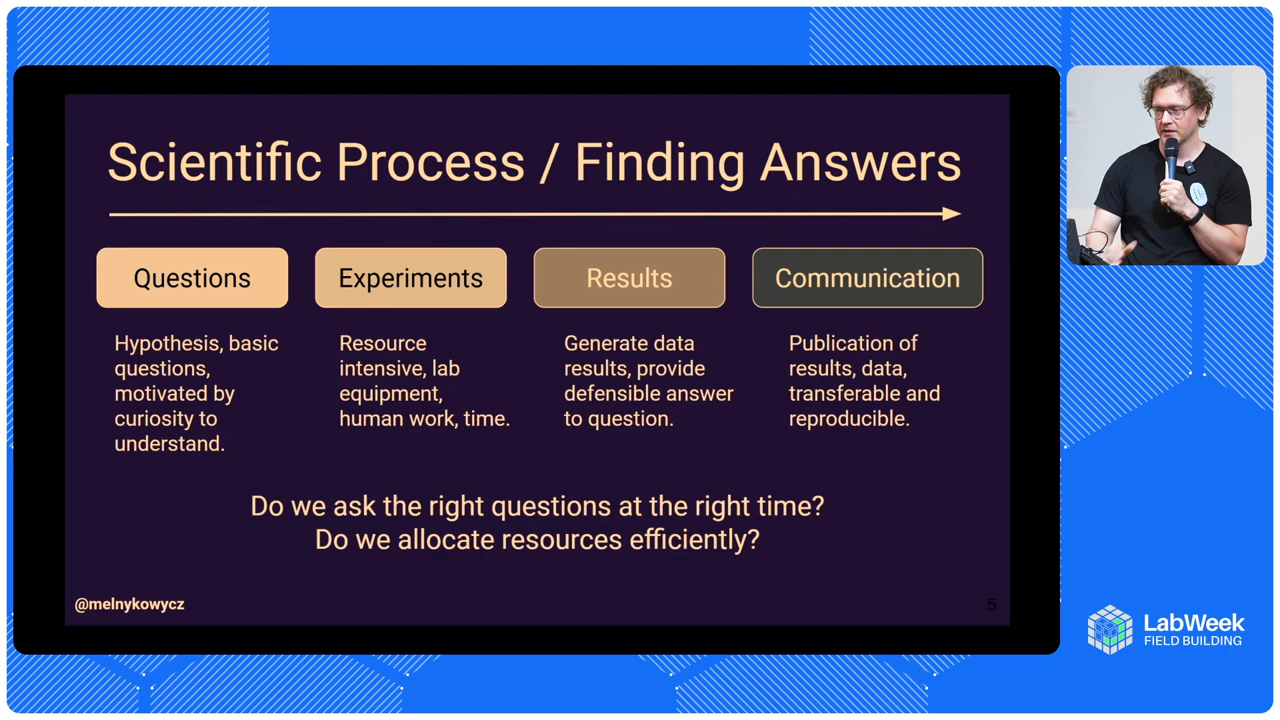 Scientific Process / Finding Answers
Questions
Experiments
Results
Communication
Hypothesis, basic
questions,
motivated by
curiosity to
understand.
Resource
intensive, lab
equipment,
human work, time.
Generate data
results, provide
defensible answer
to question.
Publication of
results, data,
transferable and
reproducible.
Do we ask the right questions at the right time?
Do we allocate resources efficiently?
@melnykowycz
5
LabWeek
FIELD BUILDING